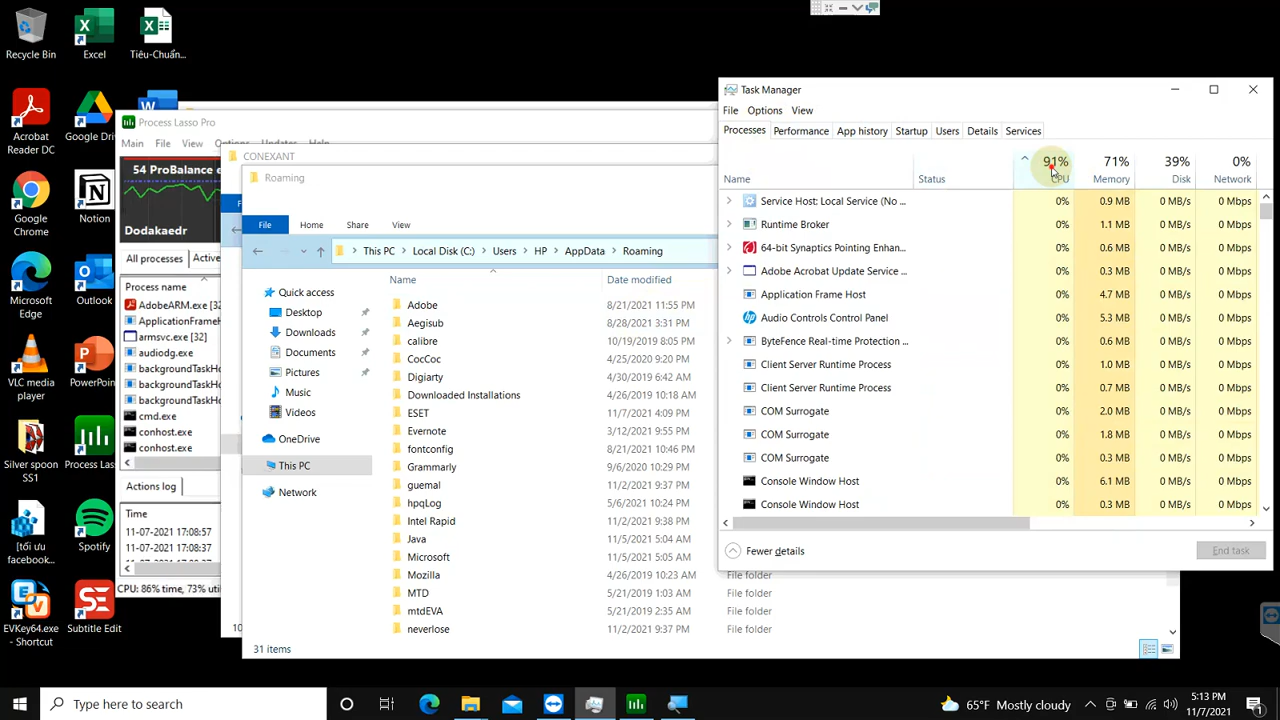 Recycle Bin
Excel
Tiêu-Chuẩn...
Acrobat
Reader DC
Google Dri
Google
Chrome
Notion
Microsoft
Edge
Outlook
VLC media
player
PowerPoint
Silver spoon
SS1
Process Las
[tối ưu
facebook...
Spotify
EVKey64.exe
- Shortcut
Subtitle Edit
Process Lasso Pro
Main File View Options Updates Help
54 ProBalance e
Dodakaedr
All processes Active
Process name
AdobeARM.exe [32]
ApplicationFrameH
armsvc.exe [32]
audiodg.exe
backgroundTaskHo
backgroundTaskHo
backgroundTaskHo
cmd.exe
conhost.exe
conhost.exe
Actions log
Time
11-07-2021 17:08:57
11-07-2021 17:08:37
CPU: 86% time, 73% util
CONEXANT
F
10
Roaming
File Home Share View
This PC > Local Disk (C:) > Users > HP > AppData > Roaming
Quick access
Desktop
Downloads
Documents
Pictures
Music
Videos
OneDrive
This PC
Network
Name Date modified
Adobe 8/21/2021 11:55 PM
Aegisub 8/28/2021 3:31 PM
calibre 10/19/2019 8:05 AM
CocCoc 4/25/2020 9:20 PM
Digiarty 4/30/2019 6:42 AM
Downloaded Installations 4/26/2019 10:18 AM
ESET 11/7/2021 4:09 PM
Evernote 3/12/2021 9:55 PM
fontconfig 8/21/2021 10:46 PM
Grammarly 9/6/2020 10:29 PM
guemal 11/2/2021 9:37 PM
hpqLog 5/6/2021 10:24 PM
Intel Rapid 11/2/2021 9:38 PM
Java 11/5/2021 5:04 AM
Microsoft 11/5/2021 5:05 AM
Mozilla 4/26/2019 10:23 AM File folder
MTD 5/21/2019 1:03 AM File folder
mtdEVA 5/21/2019 2:35 AM File folder
neverlose 11/2/2021 9:37 PM File folder
31 items
Task Manager
File Options View
Processes Performance App history Startup Users Details Services
91% 71% 39% 0%
Name Status CPU Memory Disk Network
Service Host: Local Service (No ... 0% 0.9 MB 0 MB/s 0 Mbps
Runtime Broker 0% 1.1 MB 0 MB/s 0 Mbps
64-bit Synaptics Pointing Enhan... 0% 0.6 MB 0 MB/s 0 Mbps
Adobe Acrobat Update Service ... 0% 0.3 MB 0 MB/s 0 Mbps
Application Frame Host 0% 4.7 MB 0 MB/s 0 Mbps
Audio Controls Control Panel 0% 5.3 MB 0 MB/s 0 Mbps
ByteFence Real-time Protection ... 0% 0.6 MB 0 MB/s 0 Mbps
Client Server Runtime Process 0% 1.0 MB 0 MB/s 0 Mbps
Client Server Runtime Process 0% 0.7 MB 0 MB/s 0 Mbps
COM Surrogate 0% 2.0 MB 0 MB/s 0 Mbps
COM Surrogate 0% 1.8 MB 0 MB/s 0 Mbps
COM Surrogate 0% 0.3 MB 0 MB/s 0 Mbps
Console Window Host 0% 6.1 MB 0 MB/s 0 Mbps
Console Window Host 0% 0.3 MB 0 MB/s 0 Mbps
Fewer details
End task
Type here to search
65°F Mostly cloudy
5:13 PM
11/7/2021
1